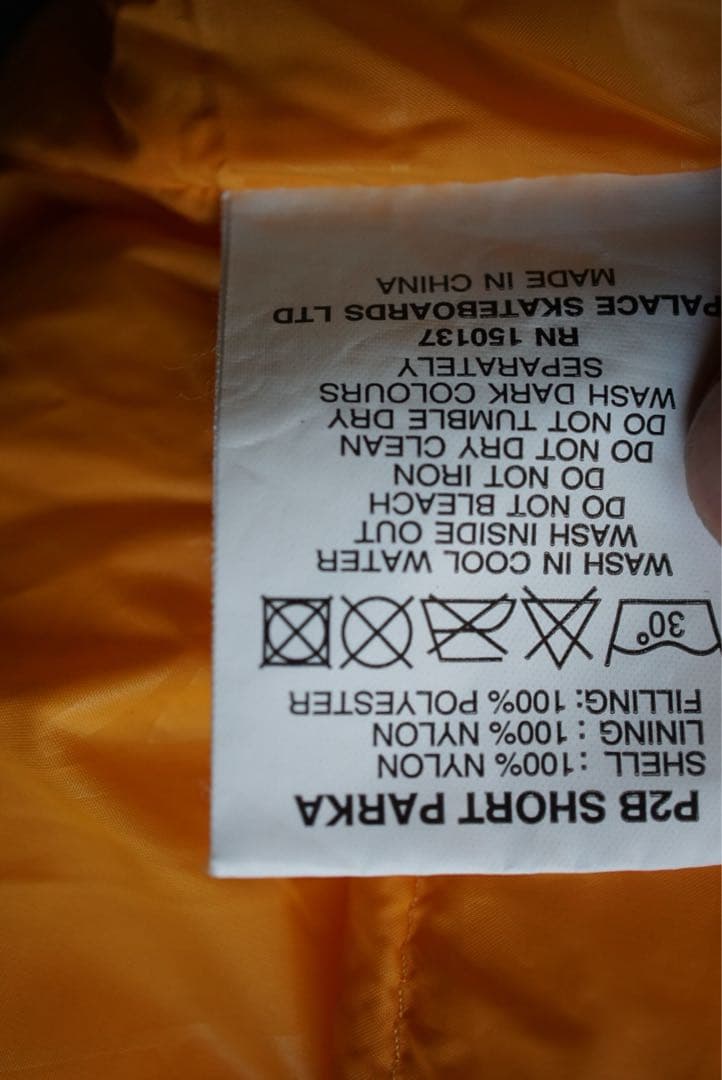 P2B SHORT PARKA
SHELL : 100% NYLON
LINING : 100% NYLON
FILLING: 100% POLYESTER
30°
WASH IN COOL WATER
WASH INSIDE OUT
DO NOT BLEACH
DO NOT IRON
DO NOT DRY CLEAN
DO NOT TUMBLE DRY
WASH DARK COLOURS
SEPARATELY
RN 150137
PALACE SKATEBOARDS LTD
MADE IN CHINA